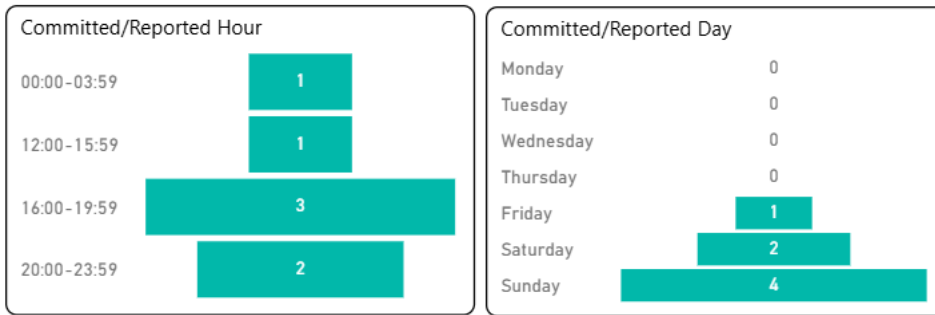 Committed/Reported Hour
00:00-03:59 1
12:00-15:59 1
16:00-19:59 3
20:00-23:59 2
Committed/Reported Day
Monday 0
Tuesday 0
Wednesday 0
Thursday 0
Friday 1
Saturday 2
Sunday 4